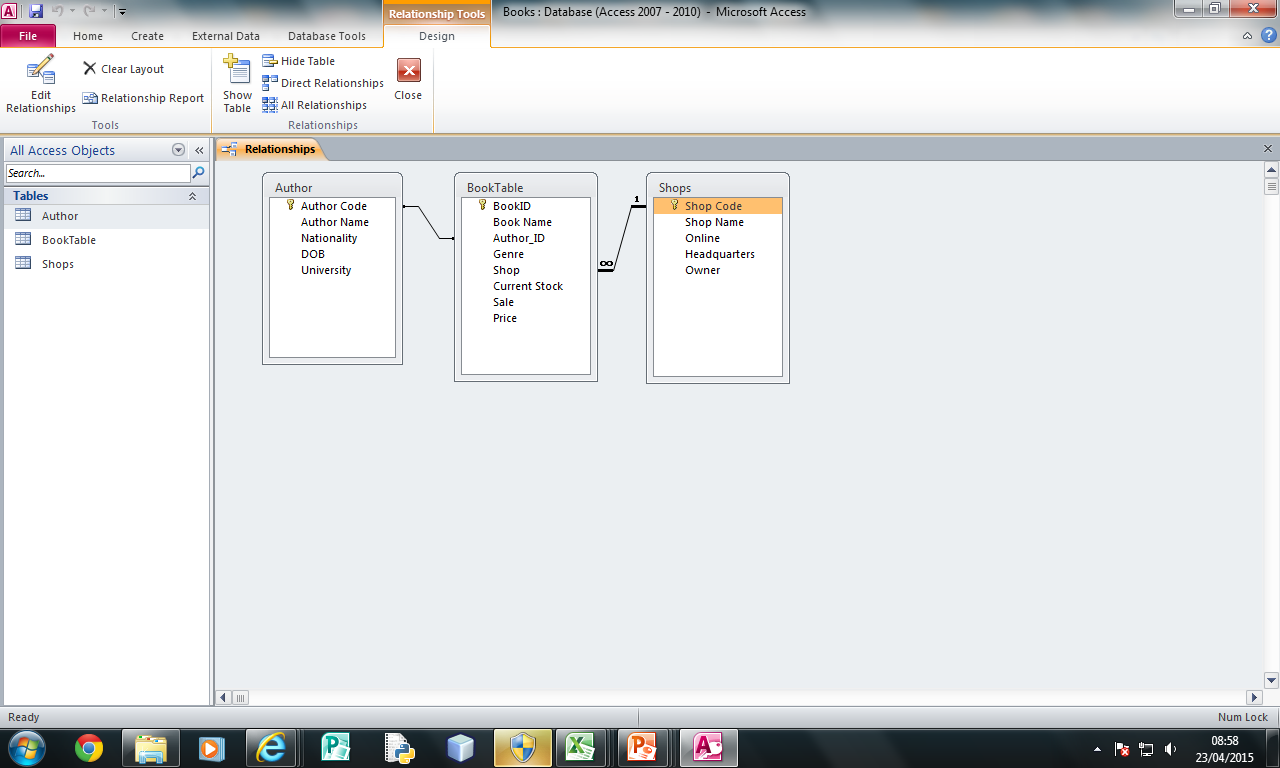 Relationship Tools
Books : Database (Access 2007 - 2010) - Microsoft Access
File Home Create External Data Database Tools Design
Edit Relationships
Clear Layout
Relationship Report
Tools
Show Table
Hide Table
Direct Relationships
All Relationships
Close
Relationships
All Access Objects
Search...
Tables
Author
BookTable
Shops
Relationships
Author
Author Code
Author Name
Nationality
DOB
University
BookTable
BookID
Book Name
Author_ID
Genre
Shop
Current Stock
Sale
Price
1
∞
Shops
Shop Code
Shop Name
Online
Headquarters
Owner
Ready
Num Lock
08:58
23/04/2015